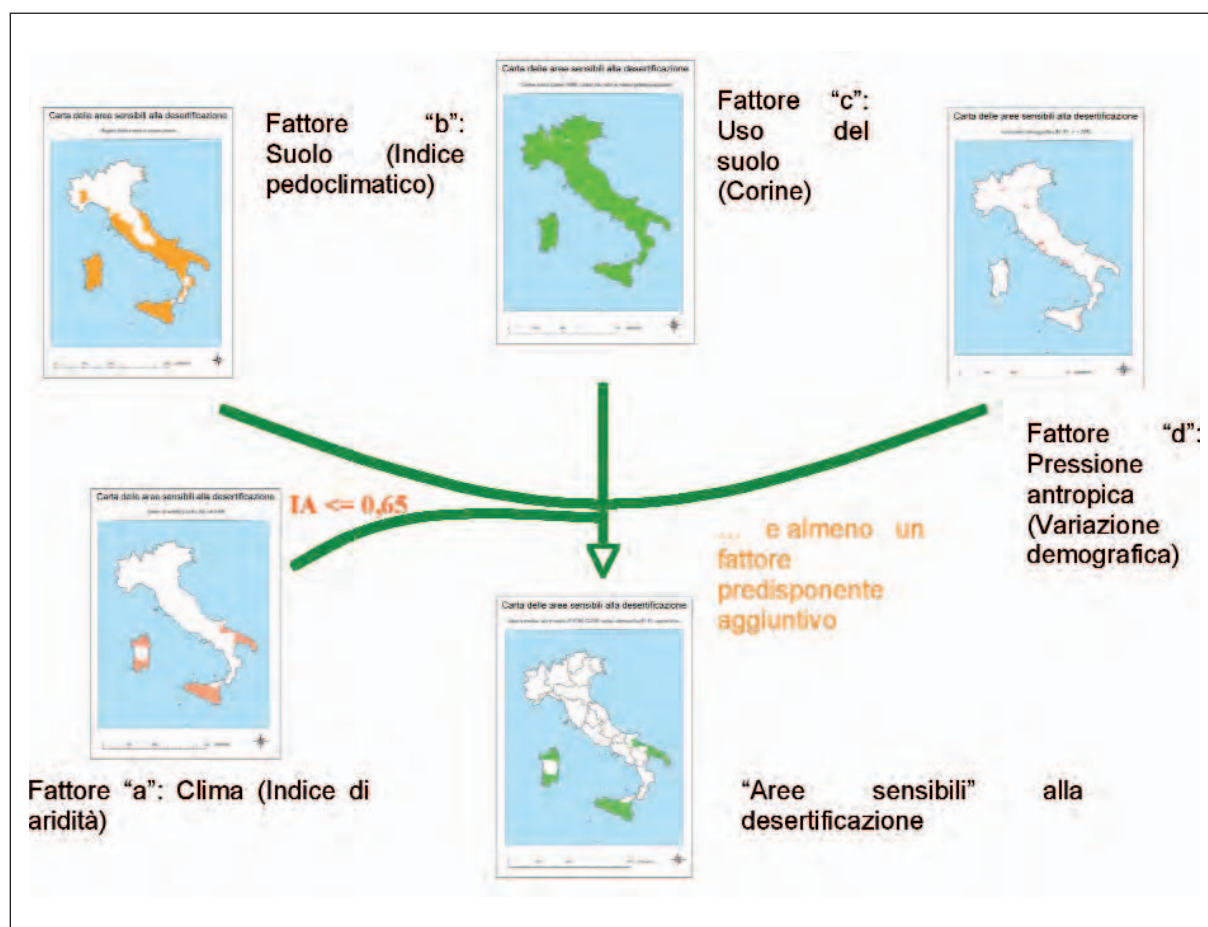 Carta delle aree sensibili alla desertificazione
Fattore "b":
Suolo (Indice
pedoclimatico)
Carta delle aree sensibili alla desertificazione
Fattore "c":
Uso del
suolo
(Corine)
Carta delle aree sensibili alla desertificazione
Fattore "d":
Pressione
antropica
(Variazione
demografica)
Carta delle aree sensibili alla desertificazione
IA <= 0,65
Fattore "a": Clima (Indice di
aridità)
... e almeno un
fattore
predisponente
aggiuntivo
Carta delle aree sensibili alla desertificazione
"Aree sensibili" alla
desertificazione